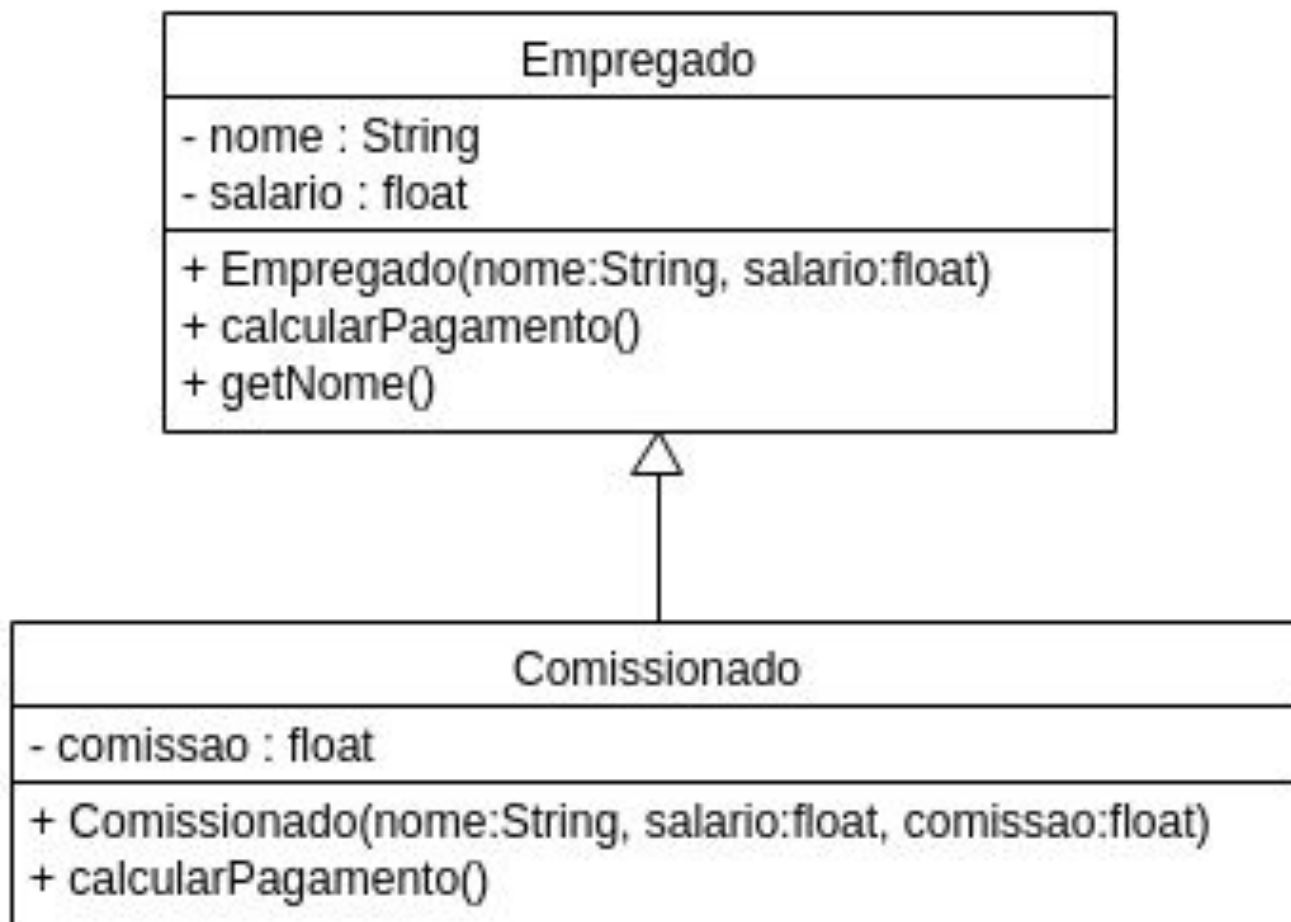 Empregado
- nome : String
- salario : float
+ Empregado(nome:String, salario:float)
+ calcularPagamento()
+ getNome()
Comissionado
- comissao : float
+ Comissionado(nome:String, salario:float, comissao:float)
+ calcularPagamento()